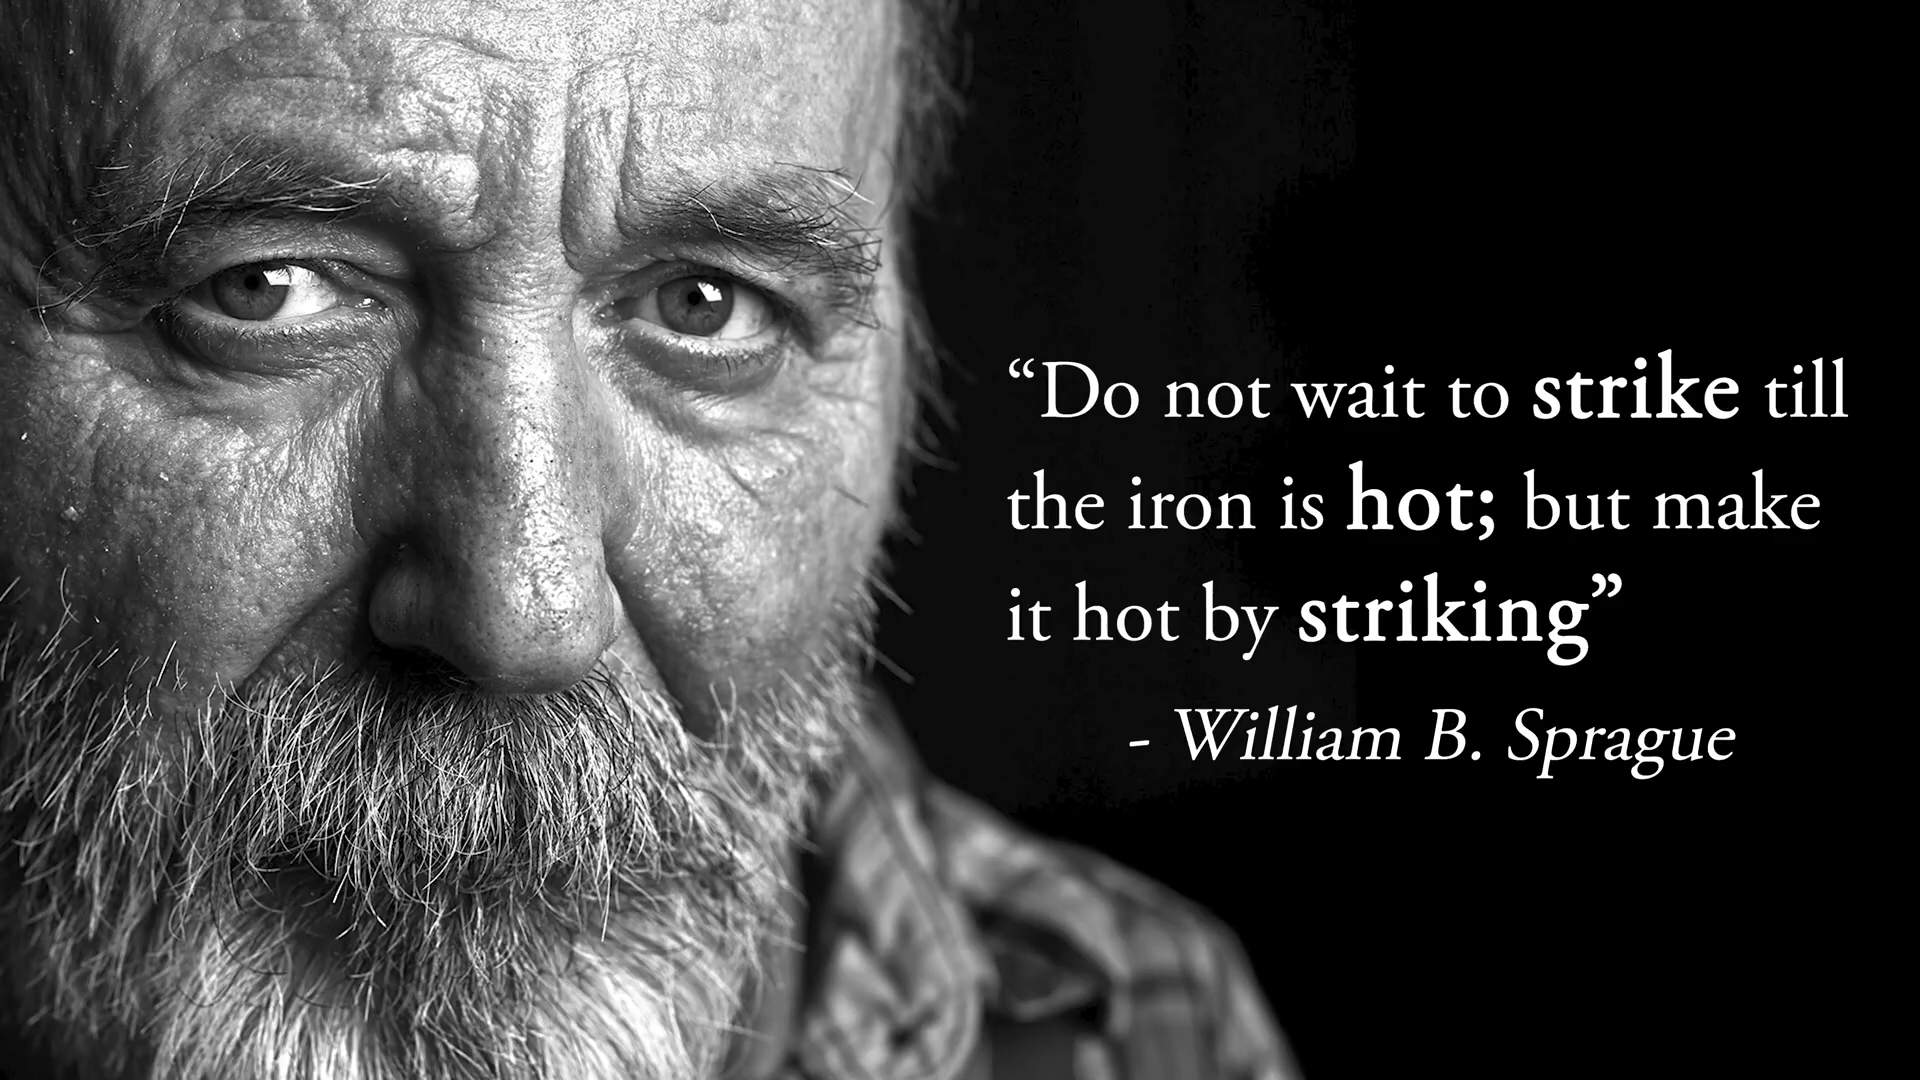 “Do not wait to strike till
the iron is hot; but make
it hot by striking”
- William B. Sprague